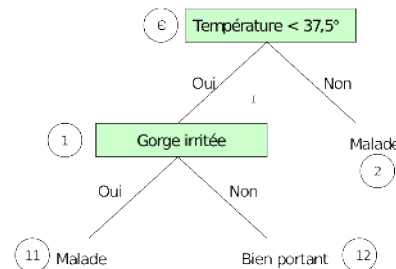 є Température < 37,5°
Oui Non
1 Gorge irritée Malade
2
Oui Non
11 Malade Bien portant 12